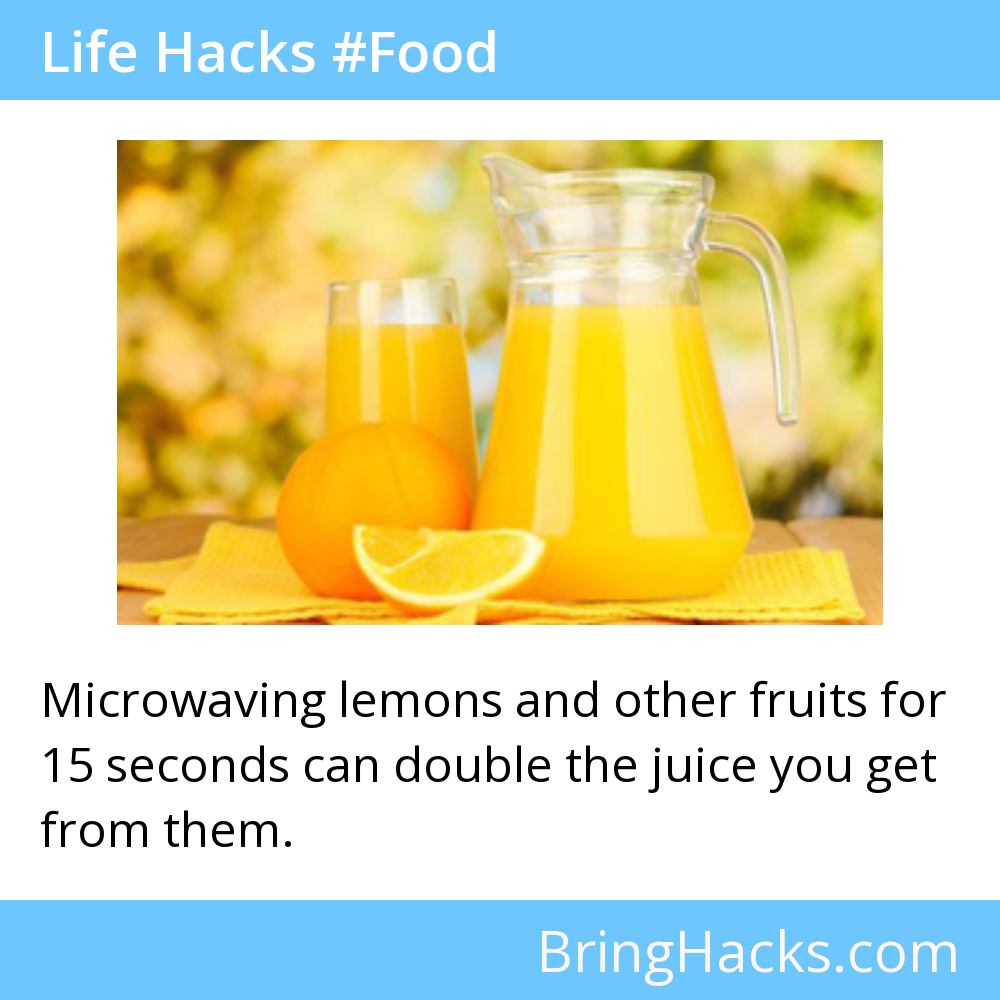 Life Hacks #Food
Microwaving lemons and other fruits for
15 seconds can double the juice you get
from them.
BringHacks.com